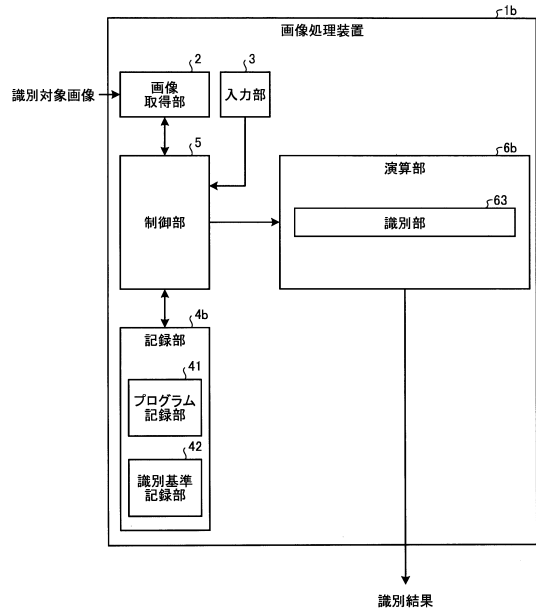 1b
画像処理装置
2
3
識別対象画像
画像
取得部
入力部
5
6b
制御部
演算部
63
識別部
4b
記録部
41
プログラム
記録部
42
識別基準
記録部
識別結果